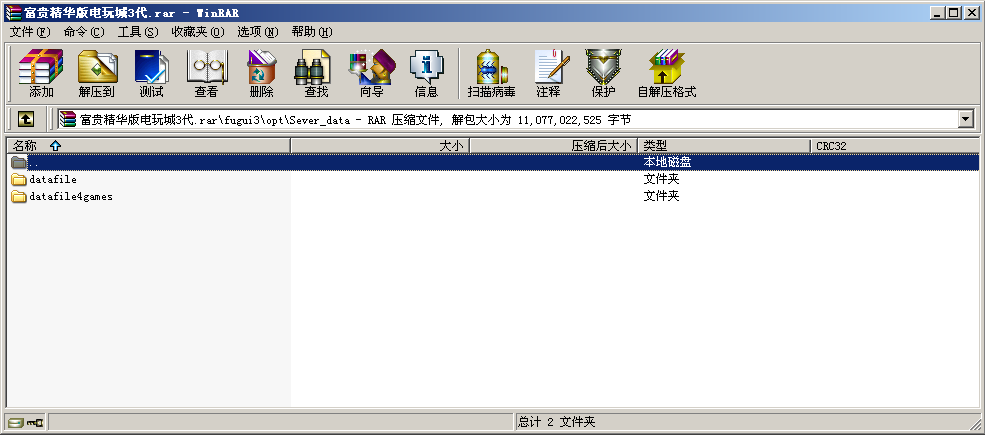 富贵精华版电玩城3代.rar - WinRAR
文件(F) 命令(C) 工具(S) 收藏夹(O) 选项(N) 帮助(H)
添加 解压到 测试 查看 删除 查找 向导 信息 扫描病毒 注释 保护 自解压格式
富贵精华版电玩城3代.rar\fugui3\opt\Sever_data - RAR 压缩文件, 解包大小为 11,077,022,525 字节
名称 大小 压缩后大小 类型 CRC32
.. 本地磁盘
datafile 文件夹
datafile4games 文件夹
总计 2 文件夹